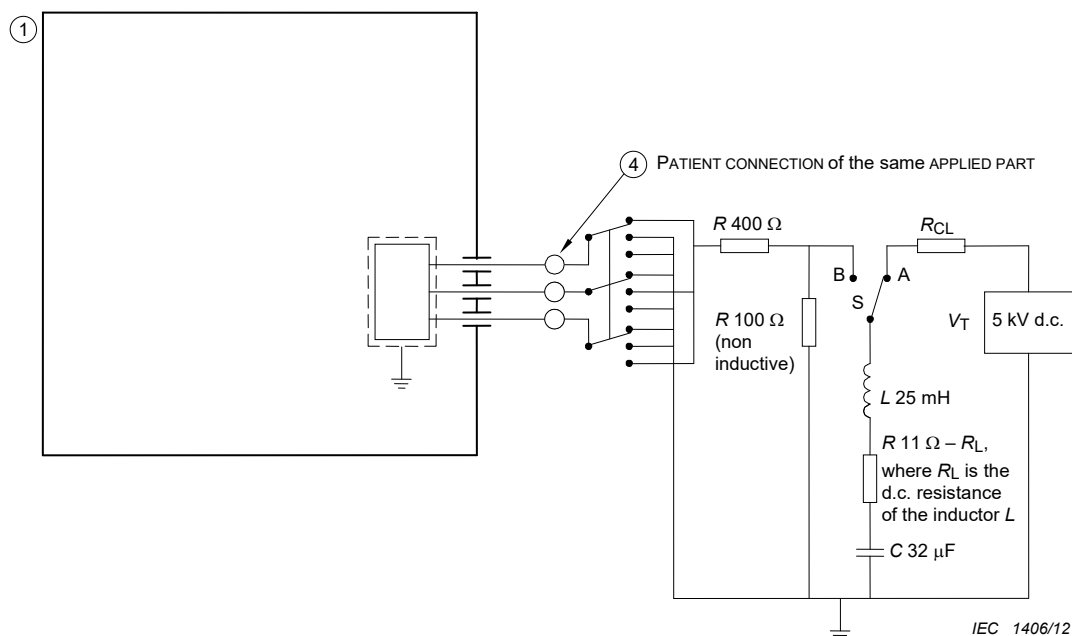 1
4 PATIENT CONNECTION of the same APPLIED PART
R 400 Ω
RCL
B
A
S
R 100 Ω
(non
inductive)
VT
5 kV d.c.
L 25 mH
R 11 Ω – RL,
where RL is the
d.c. resistance
of the inductor L
C 32 μF
IEC 1406/12